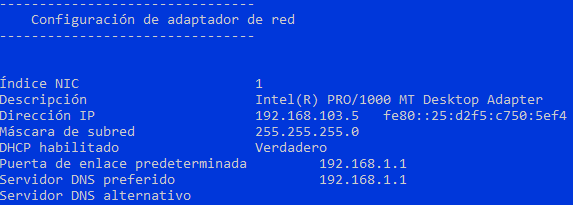 --------------------------------
Configuración de adaptador de red
--------------------------------
Índice NIC 1
Descripción Intel(R) PRO/1000 MT Desktop Adapter
Dirección IP 192.168.103.5 fe80::25:d2f5:c750:5ef4
Máscara de subred 255.255.255.0
DHCP habilitado Verdadero
Puerta de enlace predeterminada 192.168.1.1
Servidor DNS preferido 192.168.1.1
Servidor DNS alternativo